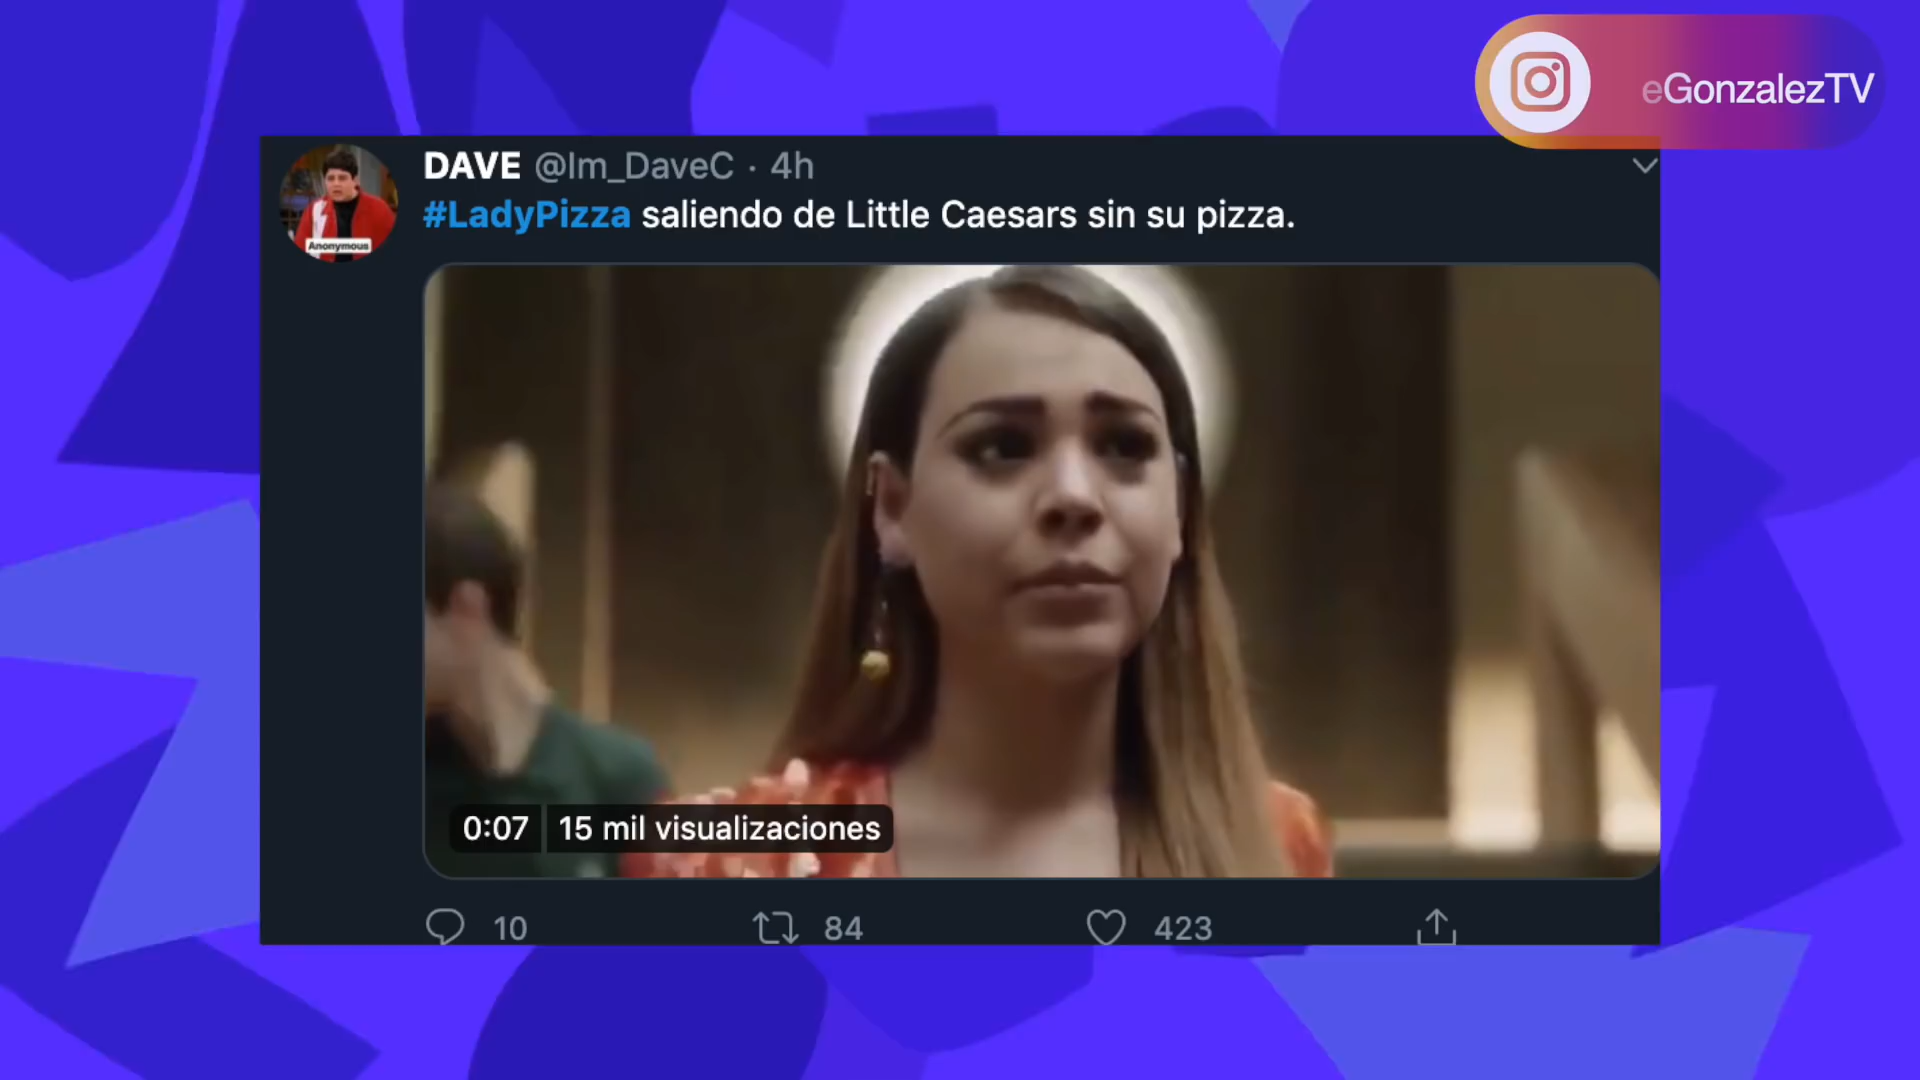 eGonzalezTV
DAVE @Im_DaveC · 4h
#LadyPizza saliendo de Little Caesars sin su pizza.
Anonymous
0:07 15 mil visualizaciones
10 84 423